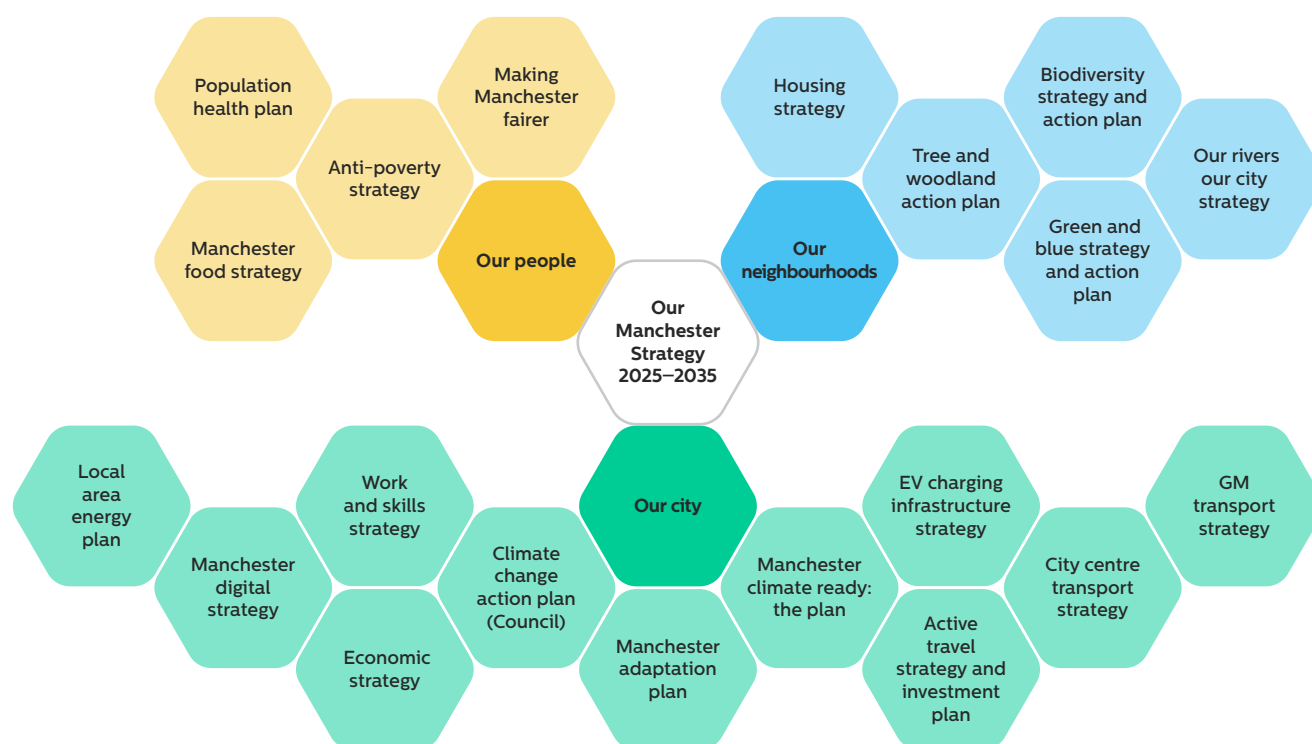 Population
health plan
Making
Manchester
fairer
Anti-poverty
strategy
Manchester
food strategy
Our people
Housing
strategy
Biodiversity
strategy and
action plan
Tree and
woodland
action plan
Our rivers
our city
strategy
Our
neighbourhoods
Green and
blue strategy
and action
plan
Our
Manchester
Strategy
2025–2035
Local
area
energy
plan
Work
and skills
strategy
Our city
EV charging
infrastructure
strategy
GM
transport
strategy
Manchester
digital
strategy
Climate
change
action plan
(Council)
Manchester
climate ready:
the plan
City centre
transport
strategy
Economic
strategy
Manchester
adaptation
plan
Active
travel
strategy and
investment
plan